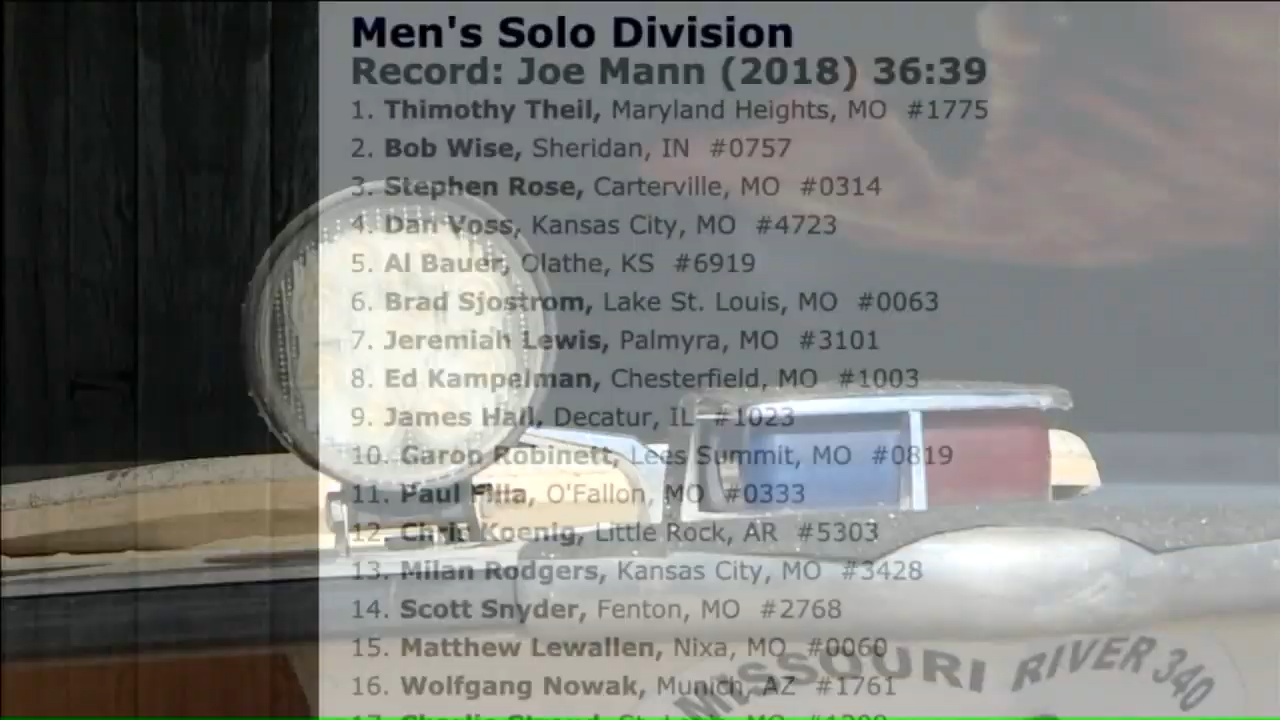 Men's Solo Division
Record: Joe Mann (2018) 36:39
1. Thimothy Theil, Maryland Heights, MO #1775
2. Bob Wise, Sheridan, IN #0757
3. Stephen Rose, Carterville, MO #0314
4. Dan Voss, Kansas City, MO #4723
5. Al Bauer, Olathe, KS #6919
6. Brad Sjostrom, Lake St. Louis, MO #0063
7. Jeremiah Lewis, Palmyra, MO #3101
8. Ed Kampelman, Chesterfield, MO #1003
9. James Hall, Decatur, IL #1023
10. Garon Robinett, Lees Summit, MO #0819
11. Paul Filla, O'Fallon, MO #0333
12. Chris Koenig, Little Rock, AR #5303
13. Milan Rodgers, Kansas City, MO #3428
14. Scott Snyder, Fenton, MO #2768
15. Matthew Lewallen, Nixa, MO #0060
MISSOURI RIVER 340
16. Wolfgang Nowak, Munich, AZ #1761
17. Charlie